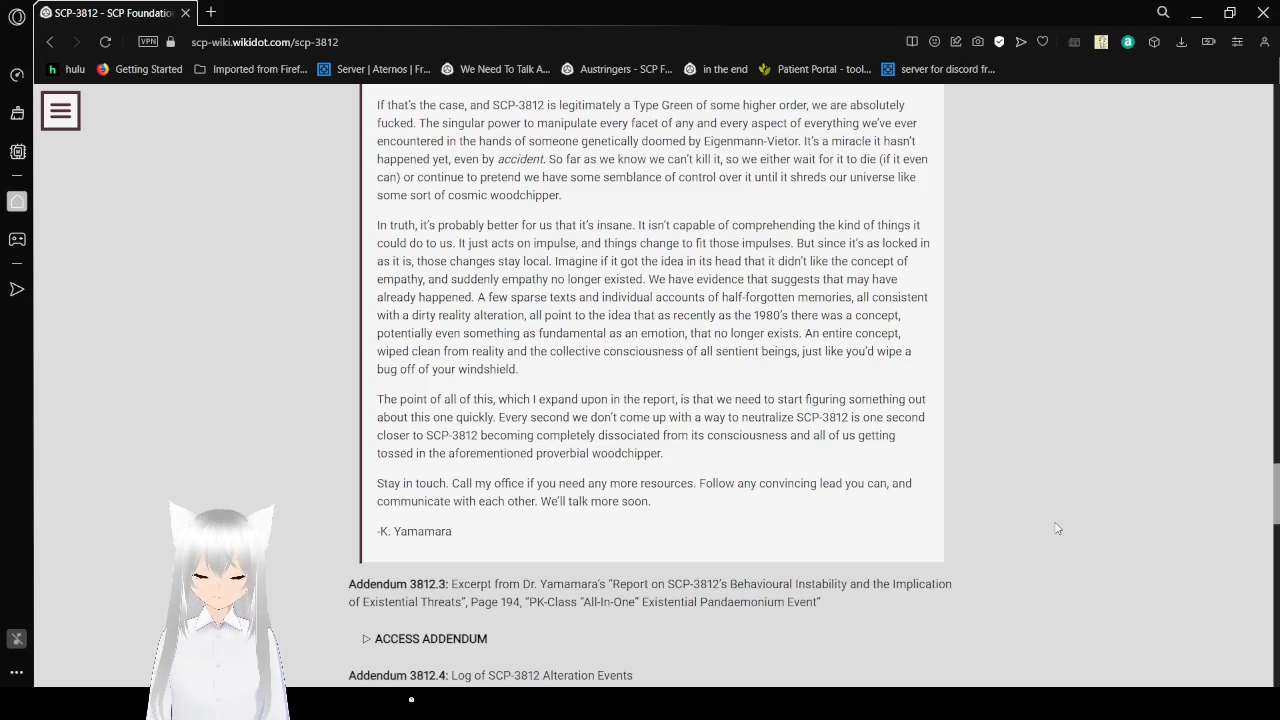 SCP-3812 - SCP Foundatio
scp-wiki.wikidot.com/scp-3812
VPN
hulu
Getting Started
Imported from Firef...
Server | Aternos | Fr...
We Need To Talk A...
Austringers - SCP F...
in the end
Patient Portal - tool...
server for discord fr...
If that's the case, and SCP-3812 is legitimately a Type Green of some higher order, we are absolutely
fucked. The singular power to manipulate every facet of any and every aspect of everything we've ever
encountered in the hands of someone genetically doomed by Eigenmann-Vietor. It's a miracle it hasn't
happened yet, even by accident. So far as we know we can't kill it, so we either wait for it to die (if it even
can) or continue to pretend we have some semblance of control over it until it shreds our universe like
some sort of cosmic woodchipper.
In truth, it's probably better for us that it's insane. It isn't capable of comprehending the kind of things it
could do to us. It just acts on impulse, and things change to fit those impulses. But since it's as locked in
as it is, those changes stay local. Imagine if it got the idea in its head that it didn't like the concept of
empathy, and suddenly empathy no longer existed. We have evidence that suggests that may have
already happened. A few sparse texts and individual accounts of half-forgotten memories, all consistent
with a dirty reality alteration, all point to the idea that as recently as the 1980's there was a concept,
potentially even something as fundamental as an emotion, that no longer exists. An entire concept,
wiped clean from reality and the collective consciousness of all sentient beings, just like you'd wipe a
bug off of your windshield.
The point of all of this, which I expand upon in the report, is that we need to start figuring something out
about this one quickly. Every second we don't come up with a way to neutralize SCP-3812 is one second
closer to SCP-3812 becoming completely dissociated from its consciousness and all of us getting
tossed in the aforementioned proverbial woodchipper.
Stay in touch. Call my office if you need any more resources. Follow any convincing lead you can, and
communicate with each other. We'll talk more soon.
-K. Yamamara
Addendum 3812.3: Excerpt from Dr. Yamamara's "Report on SCP-3812's Behavioural Instability and the Implication
of Existential Threats", Page 194, "PK-Class "All-In-One" Existential Pandaemonium Event"
▷ ACCESS ADDENDUM
Addendum 3812.4: Log of SCP-3812 Alteration Events